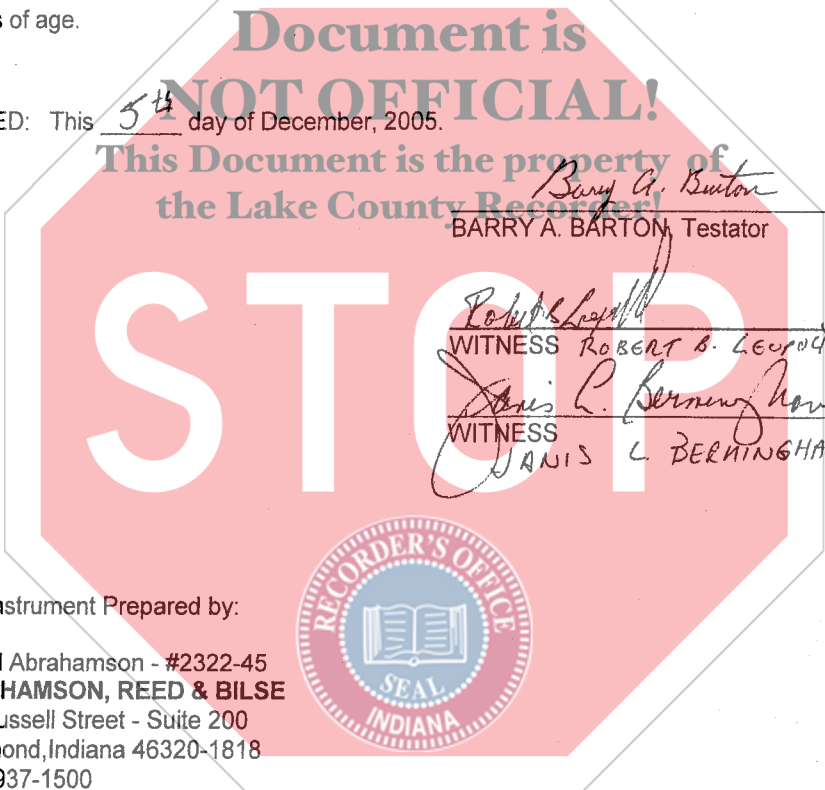 s of age.
Document is
NOT OFFICIAL!
ED: This 5th day of December, 2005.
This Document is the property of
the Lake County Recorder!
Barry A. Barton
BARRY A. BARTON, Testator
STOP
WITNESS ROBERT B. LEUPOL
Janis L. Berningham
WITNESS
JANIS L BERNINGHA
RECORDER'S OFFICE
SEAL
INDIANA
nstrument Prepared by:
l Abrahamson - #2322-45
HAMSON, REED & BILSE
ussell Street - Suite 200
ond, Indiana 46320-1818
937-1500